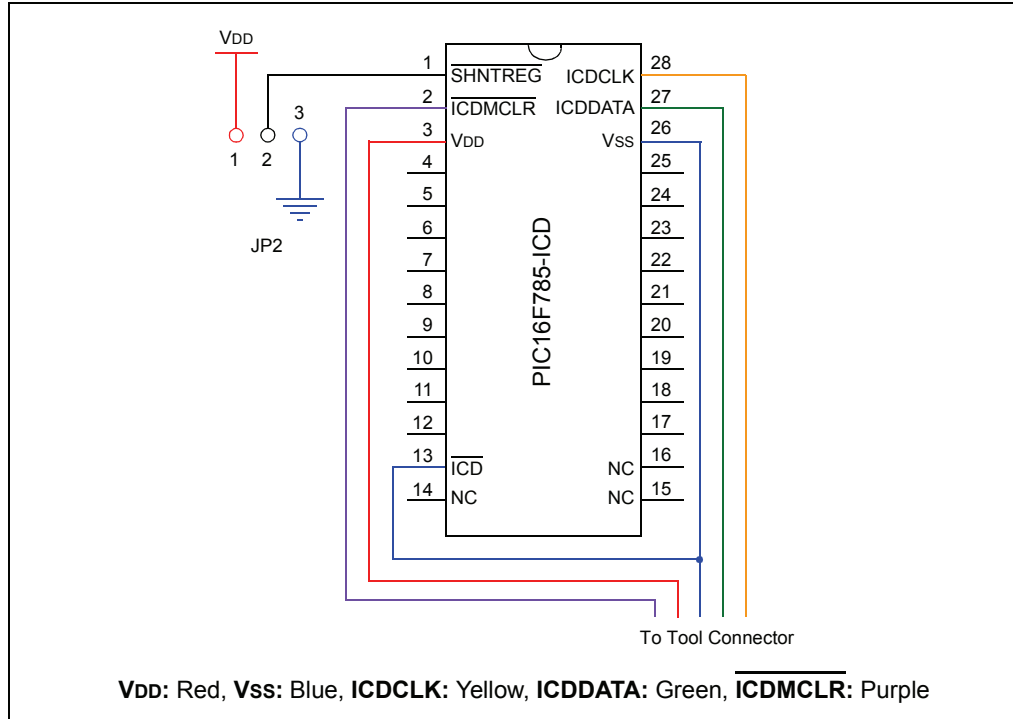 VDD
1 SHNTREG ICDCLK 28
2 ICDMCLR ICDDATA 27
3 VDD VSS 26
1 2 3
JP2
4 25
5 24
6 23
7 22
8 21
9 20
10 19
11 18
12 17
13 ICD NC 16
14 NC NC 15
PIC16F785-ICD
To Tool Connector
VDD: Red, VSS: Blue, ICDCLK: Yellow, ICDDATA: Green, ICDMCLR: Purple